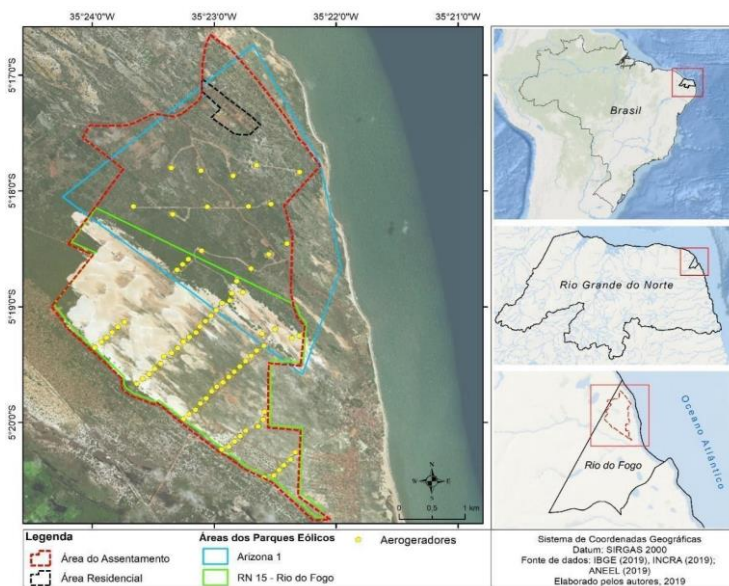 35°24'0"W
35°23'0"W
35°22'0"W
35°21'0"W
5°17'0"S
5°18'0"S
5°19'0"S
5°20'0"S
N
W
E
S
0
0,5
1 km
Brasil
Rio Grande do Norte
Oceano Atlântico
Rio do Fogo
Legenda
Área do Assentamento
Área Residencial
Áreas dos Parques Eólicos
Arizona 1
RN 15 - Rio do Fogo
Aerogeradores
Sistema de Coordenadas Geográficas
Datum: SIRGAS 2000
Fonte de dados: IBGE (2019), INCRA (2019);
ANEEL (2019)
Elaborado pelos autores, 2019